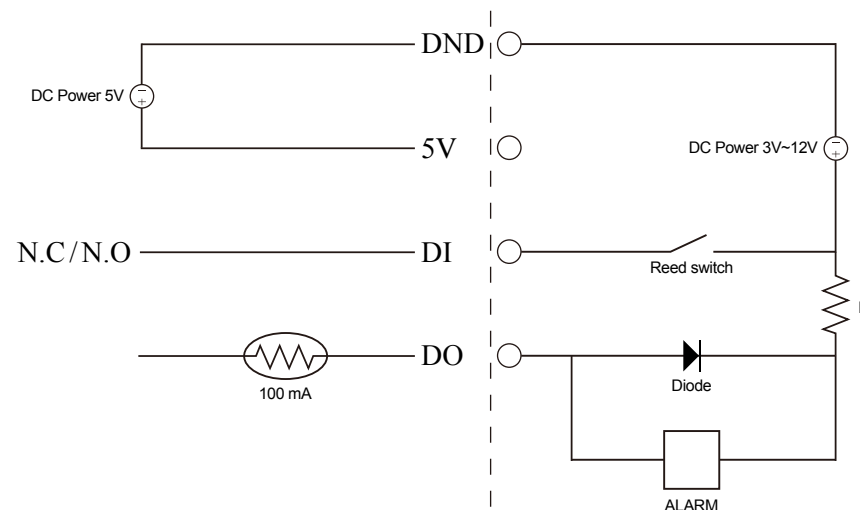 DND
DC Power 5V
5V
DC Power 3V~12V
N.C/N.O
DI
Reed switch
DO
100 mA
Diode
ALARM